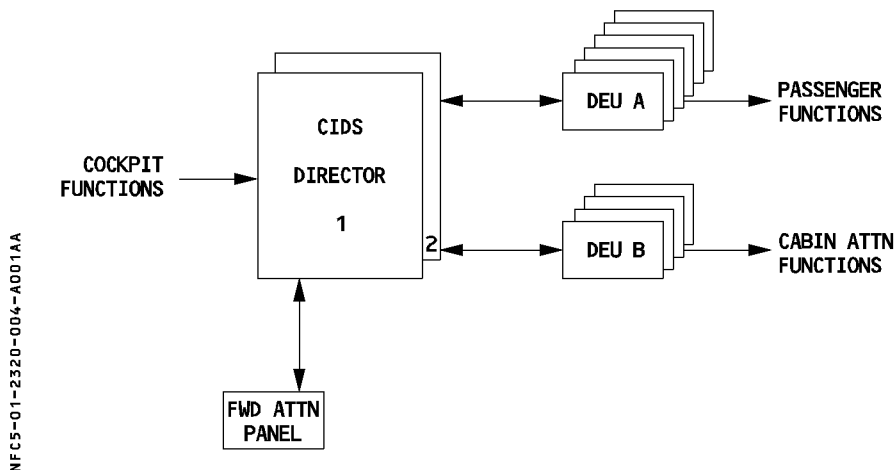 COCKPIT
FUNCTIONS
CIDS
DIRECTOR
1
2
DEU A
PASSENGER
FUNCTIONS
DEU B
CABIN ATTN
FUNCTIONS
FWD ATTN
PANEL
NFC5-01-2320-004-A001AA